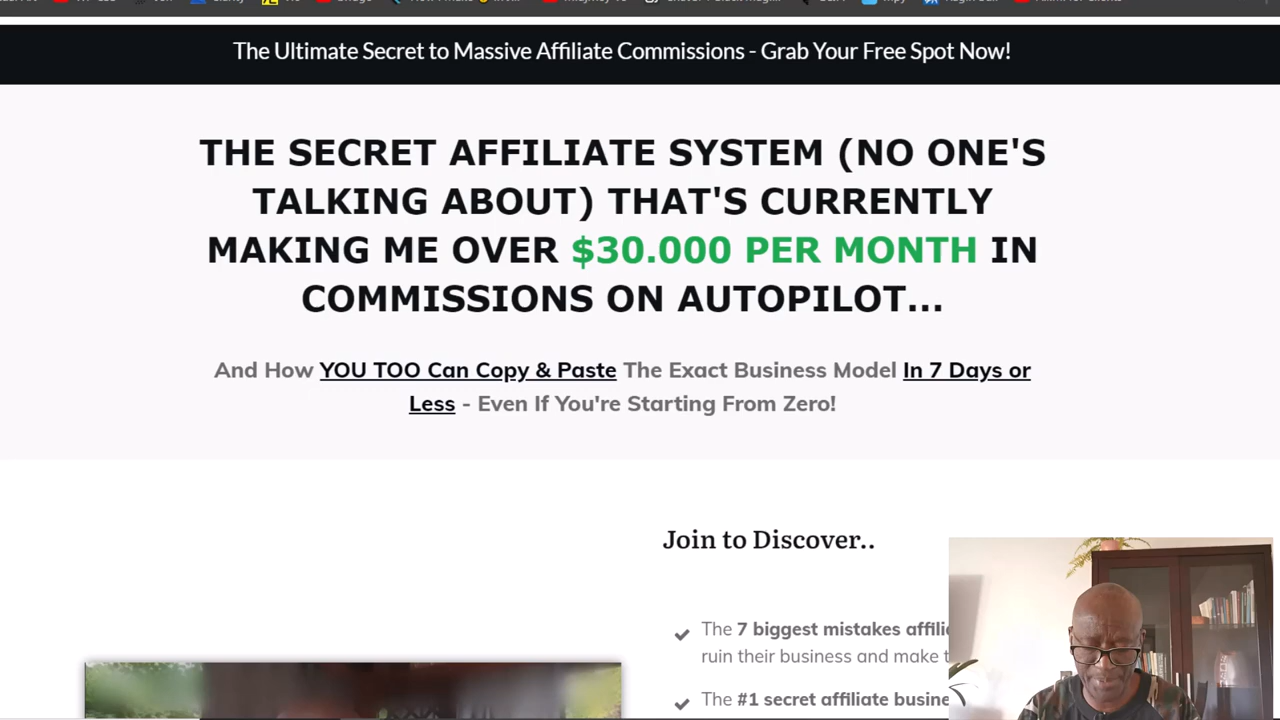 The Ultimate Secret to Massive Affiliate Commissions - Grab Your Free Spot Now!
THE SECRET AFFILIATE SYSTEM (NO ONE'S
TALKING ABOUT) THAT'S CURRENTLY
MAKING ME OVER $30.000 PER MONTH IN
COMMISSIONS ON AUTOPILOT...
And How YOU TOO Can Copy & Paste The Exact Business Model In 7 Days or
Less - Even If You're Starting From Zero!
Join to Discover..
The 7 biggest mistakes
ruin their business and make
The #1 secret affiliate